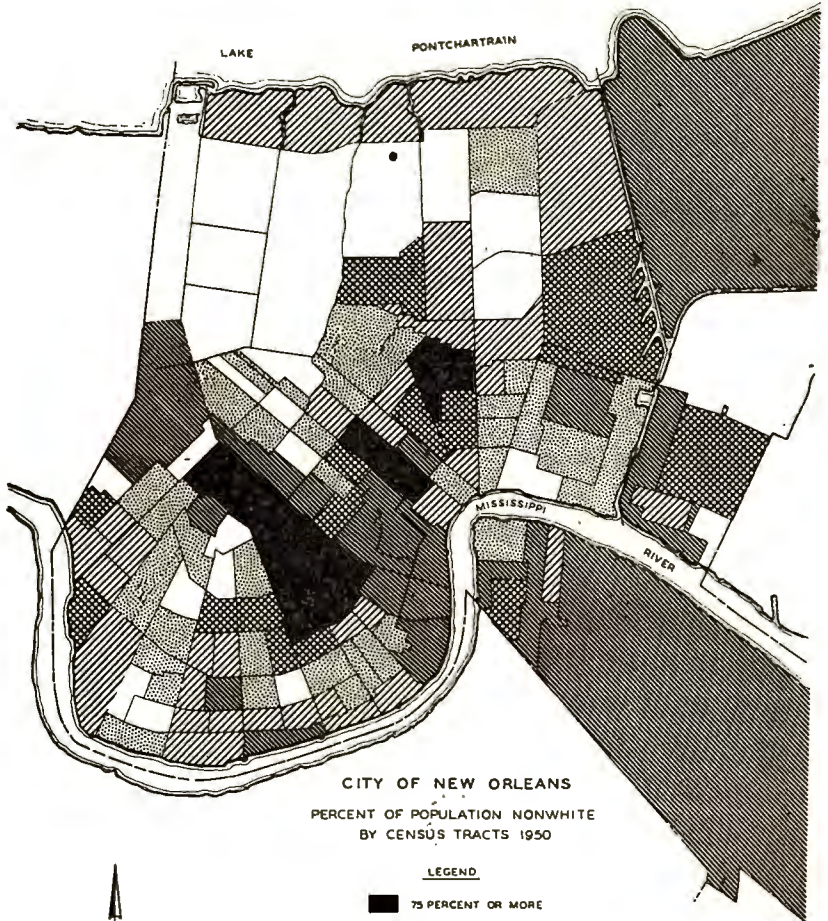 LAKE PONTCHARTRAIN
MISSISSIPPI
RIVER
CITY OF NEW ORLEANS
PERCENT OF POPULATION NONWHITE
BY CENSUS TRACTS 1950
LEGEND
75 PERCENT OR MORE